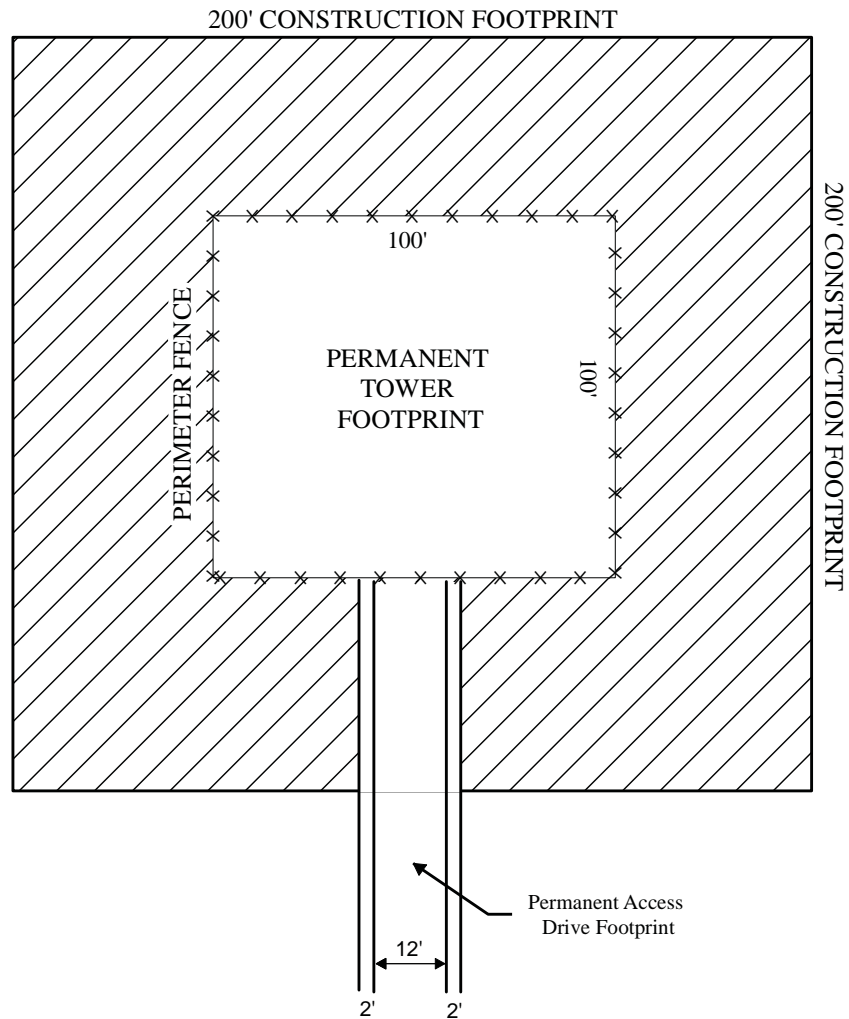 200' CONSTRUCTION FOOTPRINT
200' CONSTRUCTION FOOTPRINT
100'
100'
PERIMETER FENCE
PERMANENT
TOWER
FOOTPRINT
Permanent Access
Drive Footprint
12'
2'
2'